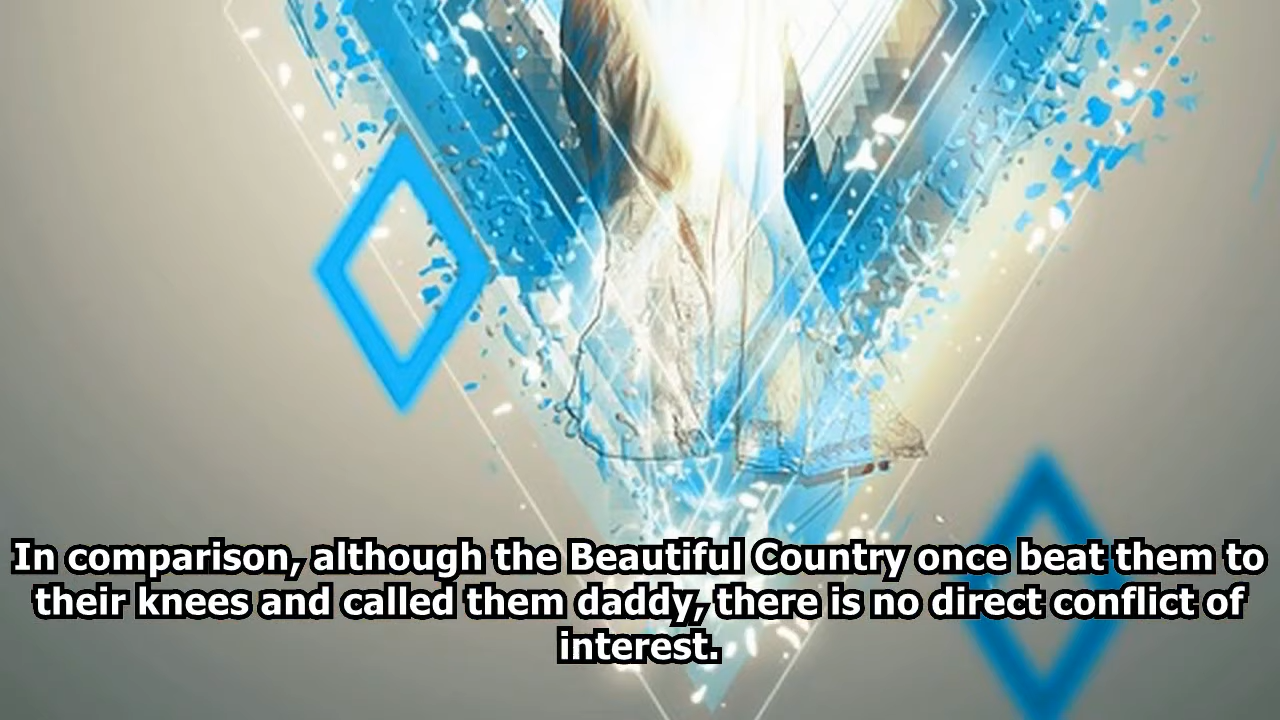 In comparison, although the Beautiful Country once beat them to
their knees and called them daddy, there is no direct conflict of
interest.